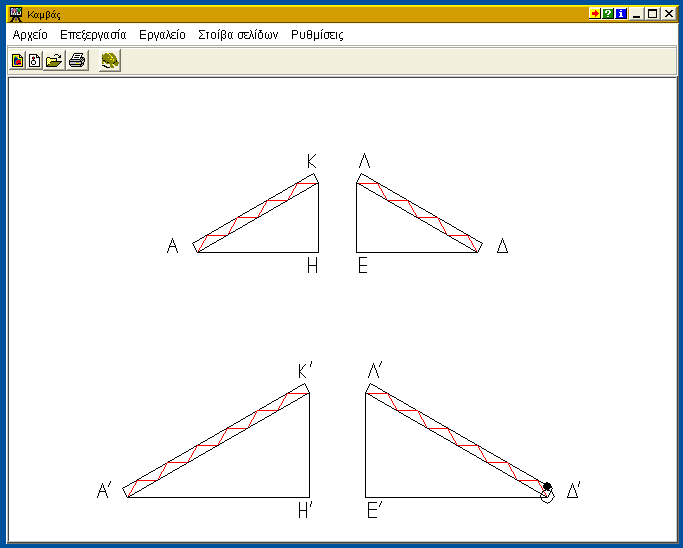 Καμβάς
Αρχείο Επεξεργασία Εργαλείο Στοίβα σελίδων Ρυθμίσεις
Κ Λ
Α Δ
Η Ε
Κ′ Λ′
Α′ Δ′
Η′ Ε′